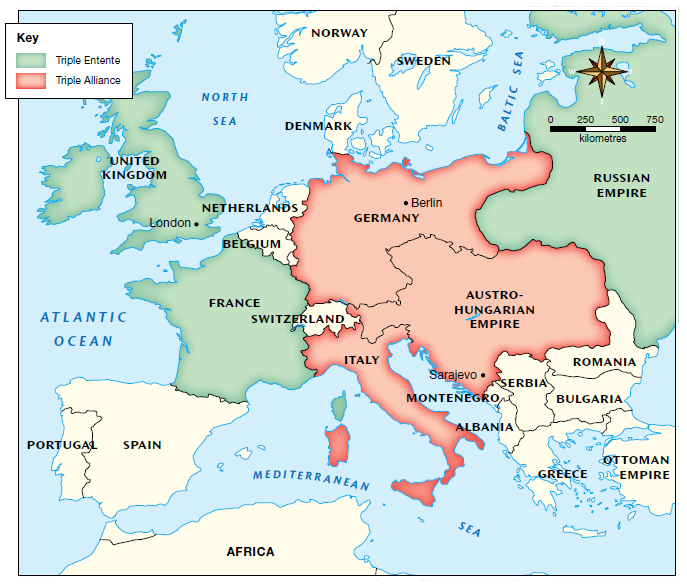 Key
Triple Entente
Triple Alliance
NORWAY
SWEDEN
NORTH
SEA
BALTIC SEA
DENMARK
0 250 500 750
kilometres
UNITED
KINGDOM
RUSSIAN
EMPIRE
NETHERLANDS
Berlin
GERMANY
London
BELGIUM
FRANCE
SWITZERLAND
AUSTRO-
HUNGARIAN
EMPIRE
ATLANTIC
OCEAN
ITALY
ROMANIA
Sarajevo
SERBIA
MONTENEGRO
BULGARIA
ALBANIA
PORTUGAL
SPAIN
GREECE
OTTOMAN
EMPIRE
MEDITERRANEAN
SEA
AFRICA